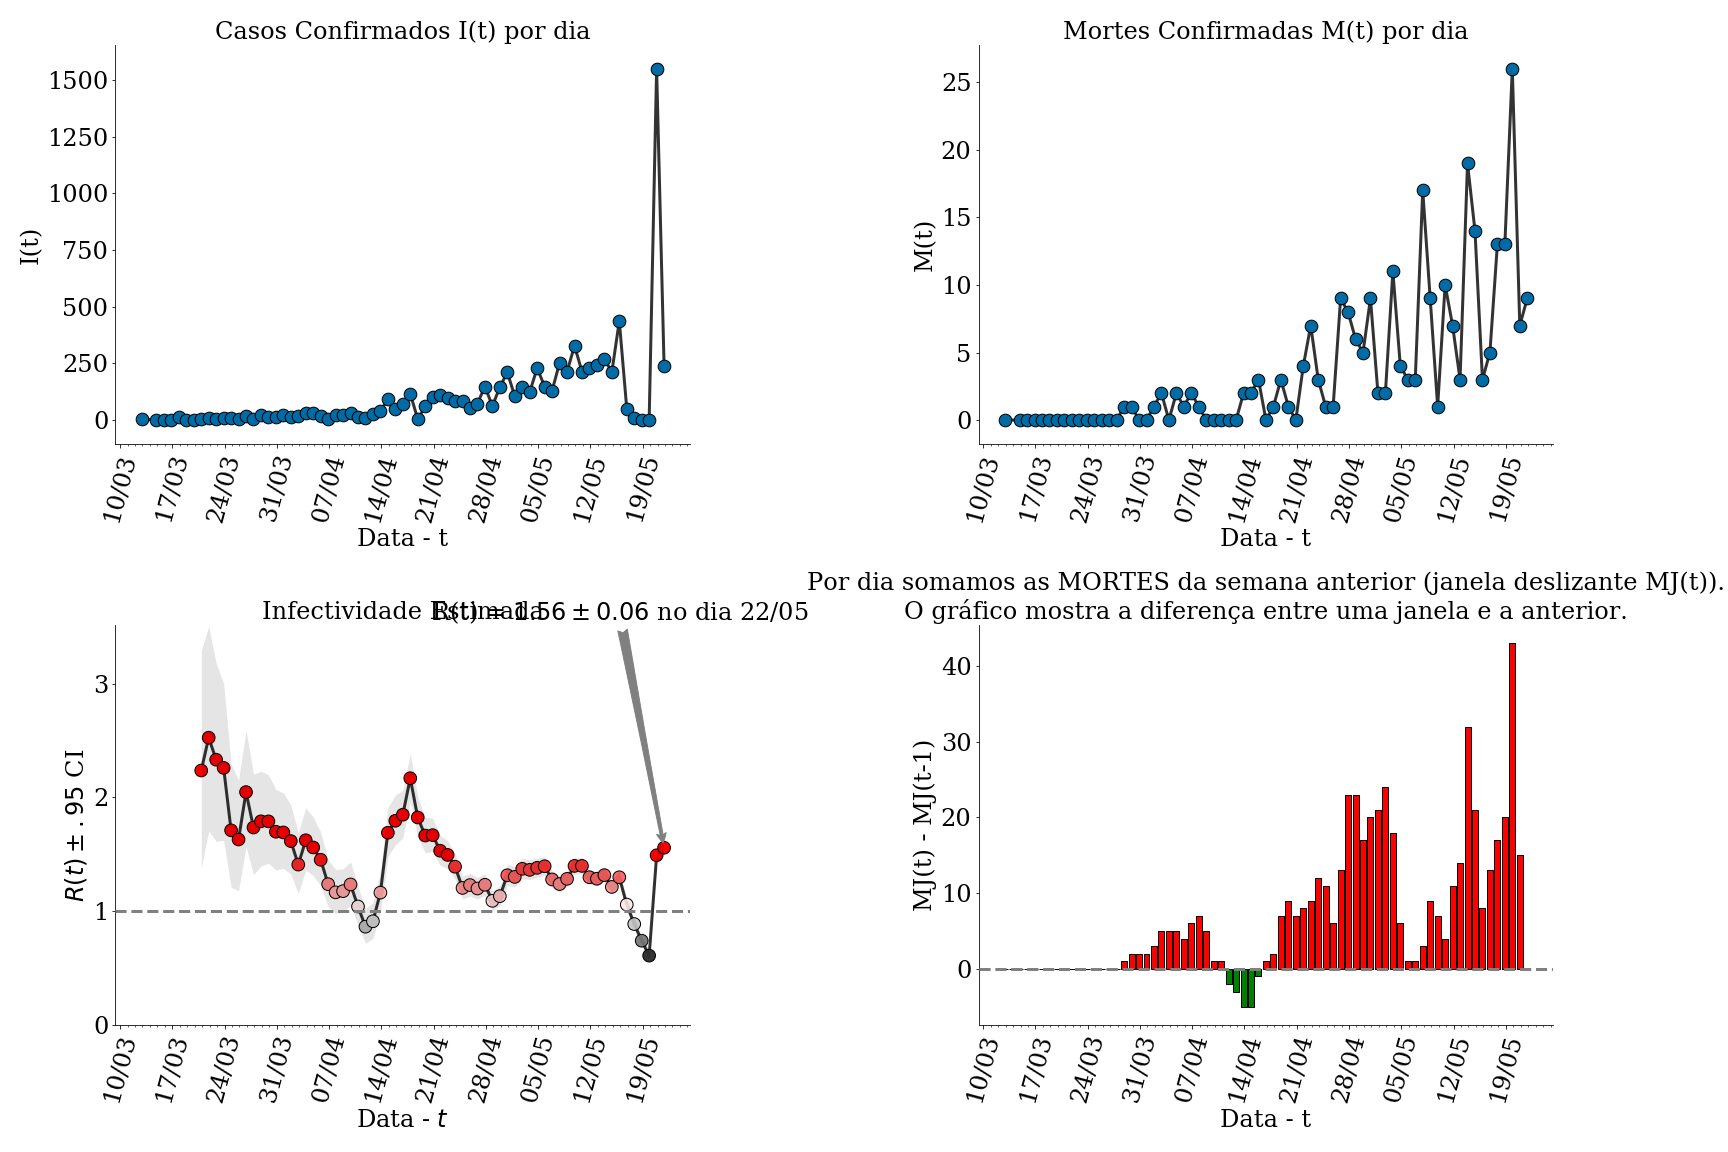 Casos Confirmados I(t) por dia
I(t)
1500
1250
1000
750
500
250
0
10/03 17/03 24/03 31/03 07/04 14/04 21/04 28/04 05/05 12/05 19/05
Data - t
Mortes Confirmadas M(t) por dia
M(t)
25
20
15
10
5
0
10/03 17/03 24/03 31/03 07/04 14/04 21/04 28/04 05/05 12/05 19/05
Data - t
Infectividade Estimada
R(t) = 1.56 ± 0.06 no dia 22/05
R(t) ± .95 CI
3
2
1
0
10/03 17/03 24/03 31/03 07/04 14/04 21/04 28/04 05/05 12/05 19/05
Data - t
Por dia somamos as MORTES da semana anterior (janela deslizante MJ(t)).
O gráfico mostra a diferença entre uma janela e a anterior.
MJ(t) - MJ(t-1)
40
30
20
10
0
10/03 17/03 24/03 31/03 07/04 14/04 21/04 28/04 05/05 12/05 19/05
Data - t